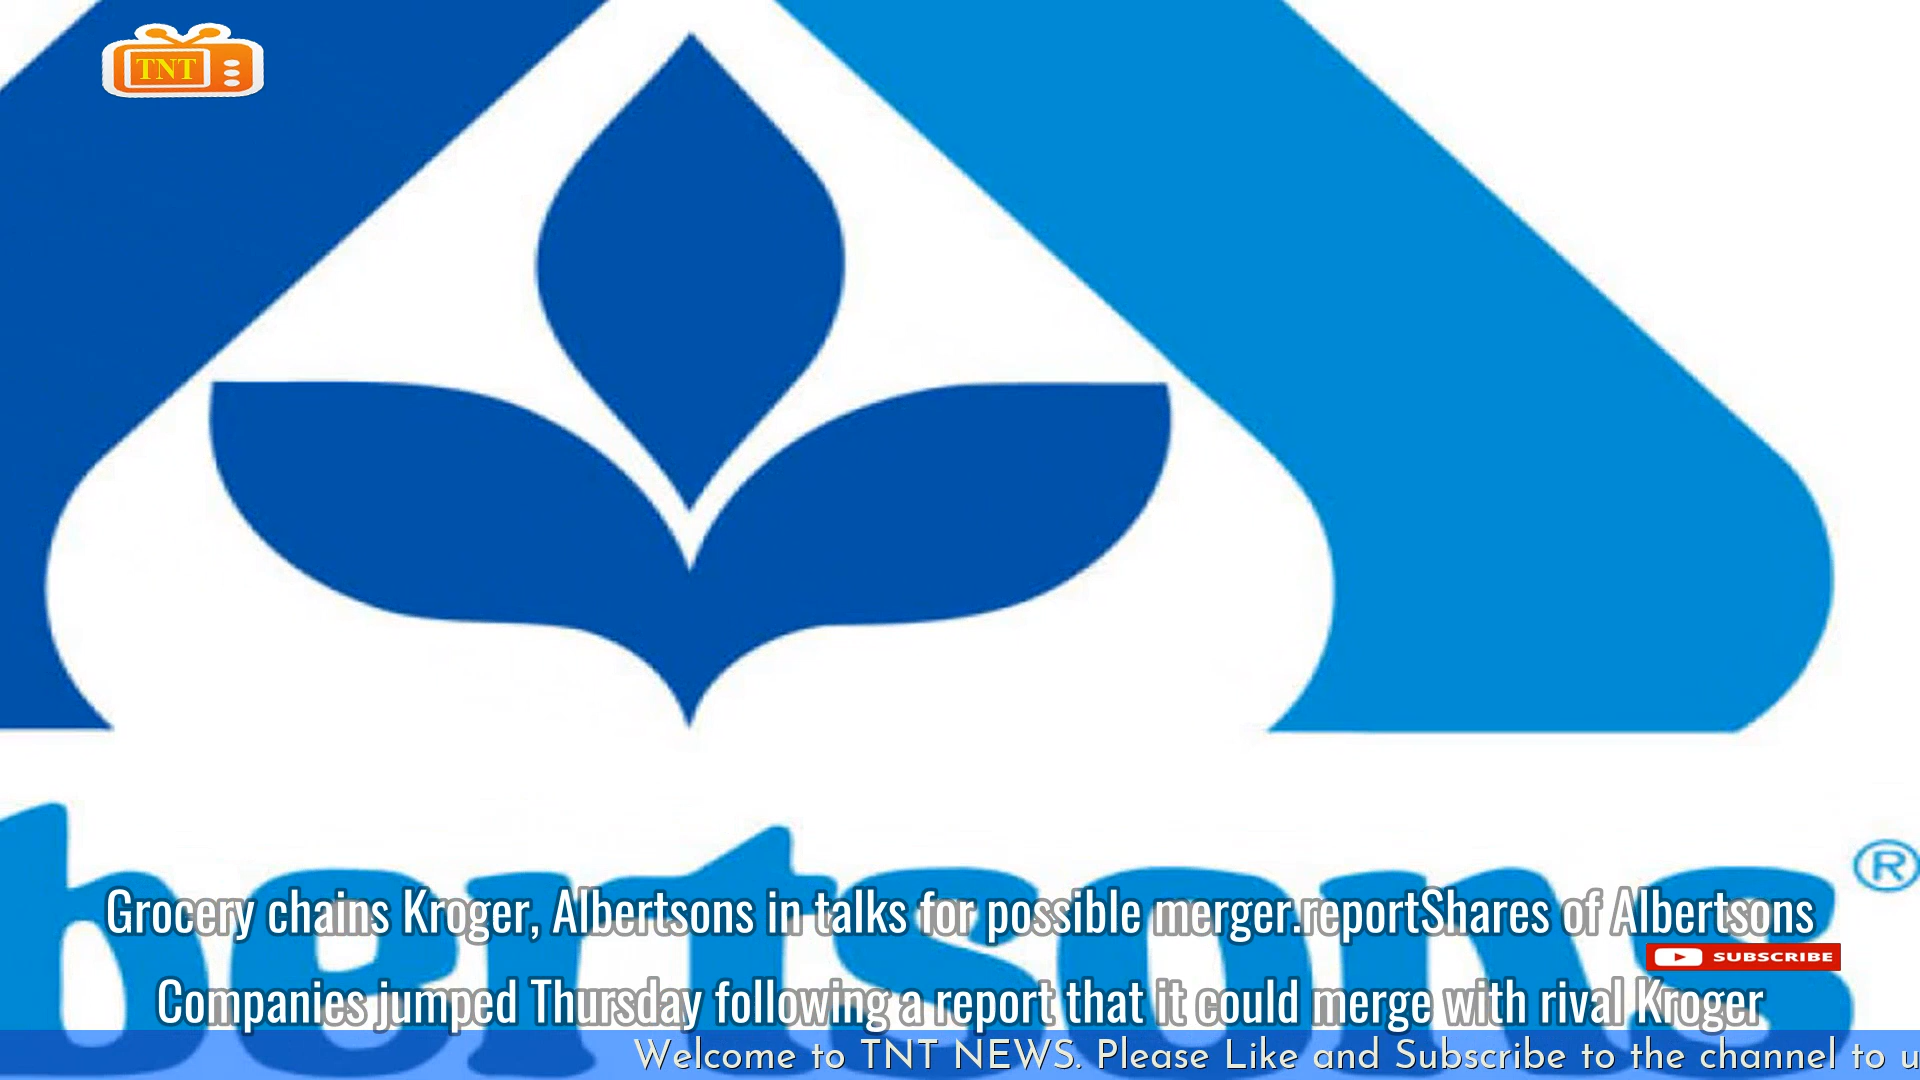 TNT
bertsons®
Grocery chains Kroger, Albertsons in talks for possible merger.reportShares of Albertsons
SUBSCRIBE
Companies jumped Thursday following a report that it could merge with rival Kroger
Welcome to TNT NEWS. Please Like and Subscribe to the channel to u